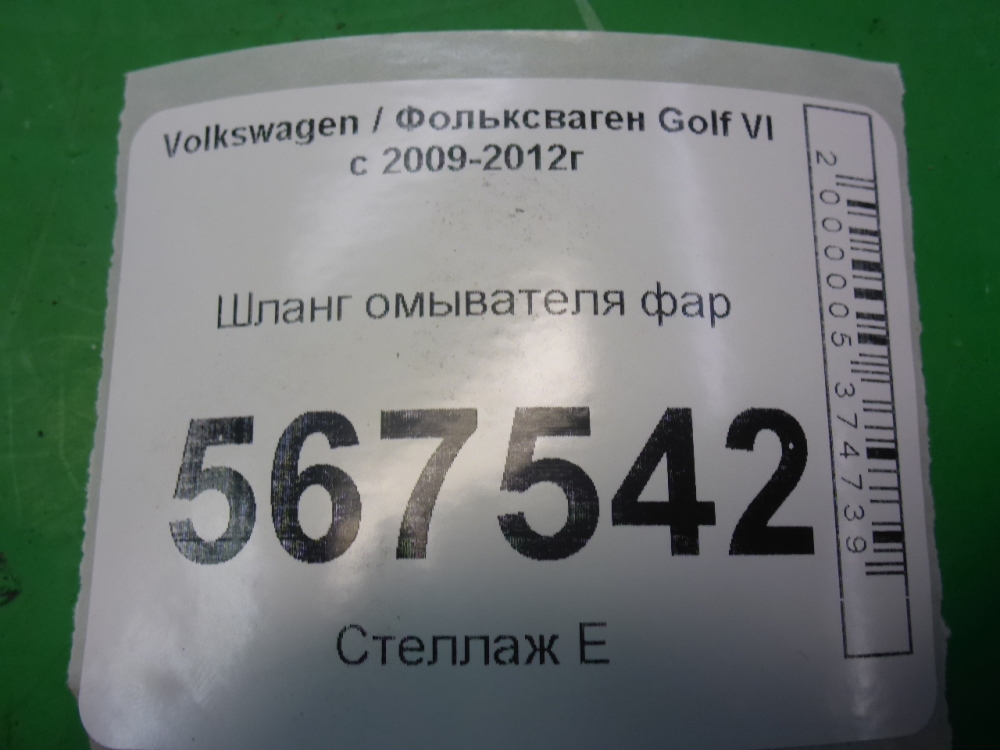 Volkswagen / Фольксваген Golf VI
с 2009-2012г
Шланг омывателя фар
567542
Стеллаж Е
2000005374739